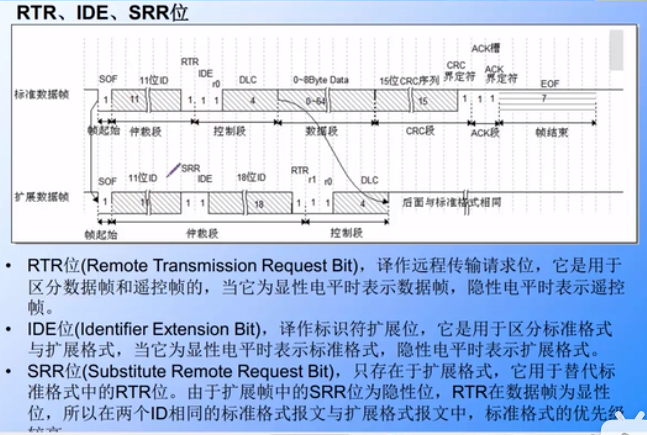 RTR、IDE、SRR位
ACK槽
RTR
CRC ACK
SOF 11位ID IDE r0 DLC 0~8Byte Data 15位CRC序列 界定符 界定符 EOF
标准数据帧 1 11 1 1 1 4 0~64 15 1 1 1 7
帧起始 仲裁段 控制段 数据段 CRC段 ACK段 帧结束
SOF 11位ID SRR IDE 18位ID RTR r1 r0 DLC
扩展数据帧 1 11 1 1 18 1 1 1 4 后面与标准格式相同
帧起始 仲裁段 控制段
• RTR位(Remote Transmission Request Bit)，译作远程传输请求位，它是用于
区分数据帧和遥控帧的，当它为显性电平时表示数据帧，隐性电平时表示遥控
帧。
• IDE位(Identifier Extension Bit)，译作标识符扩展位，它是用于区分标准格式
与扩展格式，当它为显性电平时表示标准格式，隐性电平时表示扩展格式。
• SRR位(Substitute Remote Request Bit)，只存在于扩展格式，它用于替代标
准格式中的RTR位。由于扩展帧中的SRR位为隐性位，RTR在数据帧为显性
位，所以在两个ID相同的标准格式报文与扩展格式报文中，标准格式的优先级